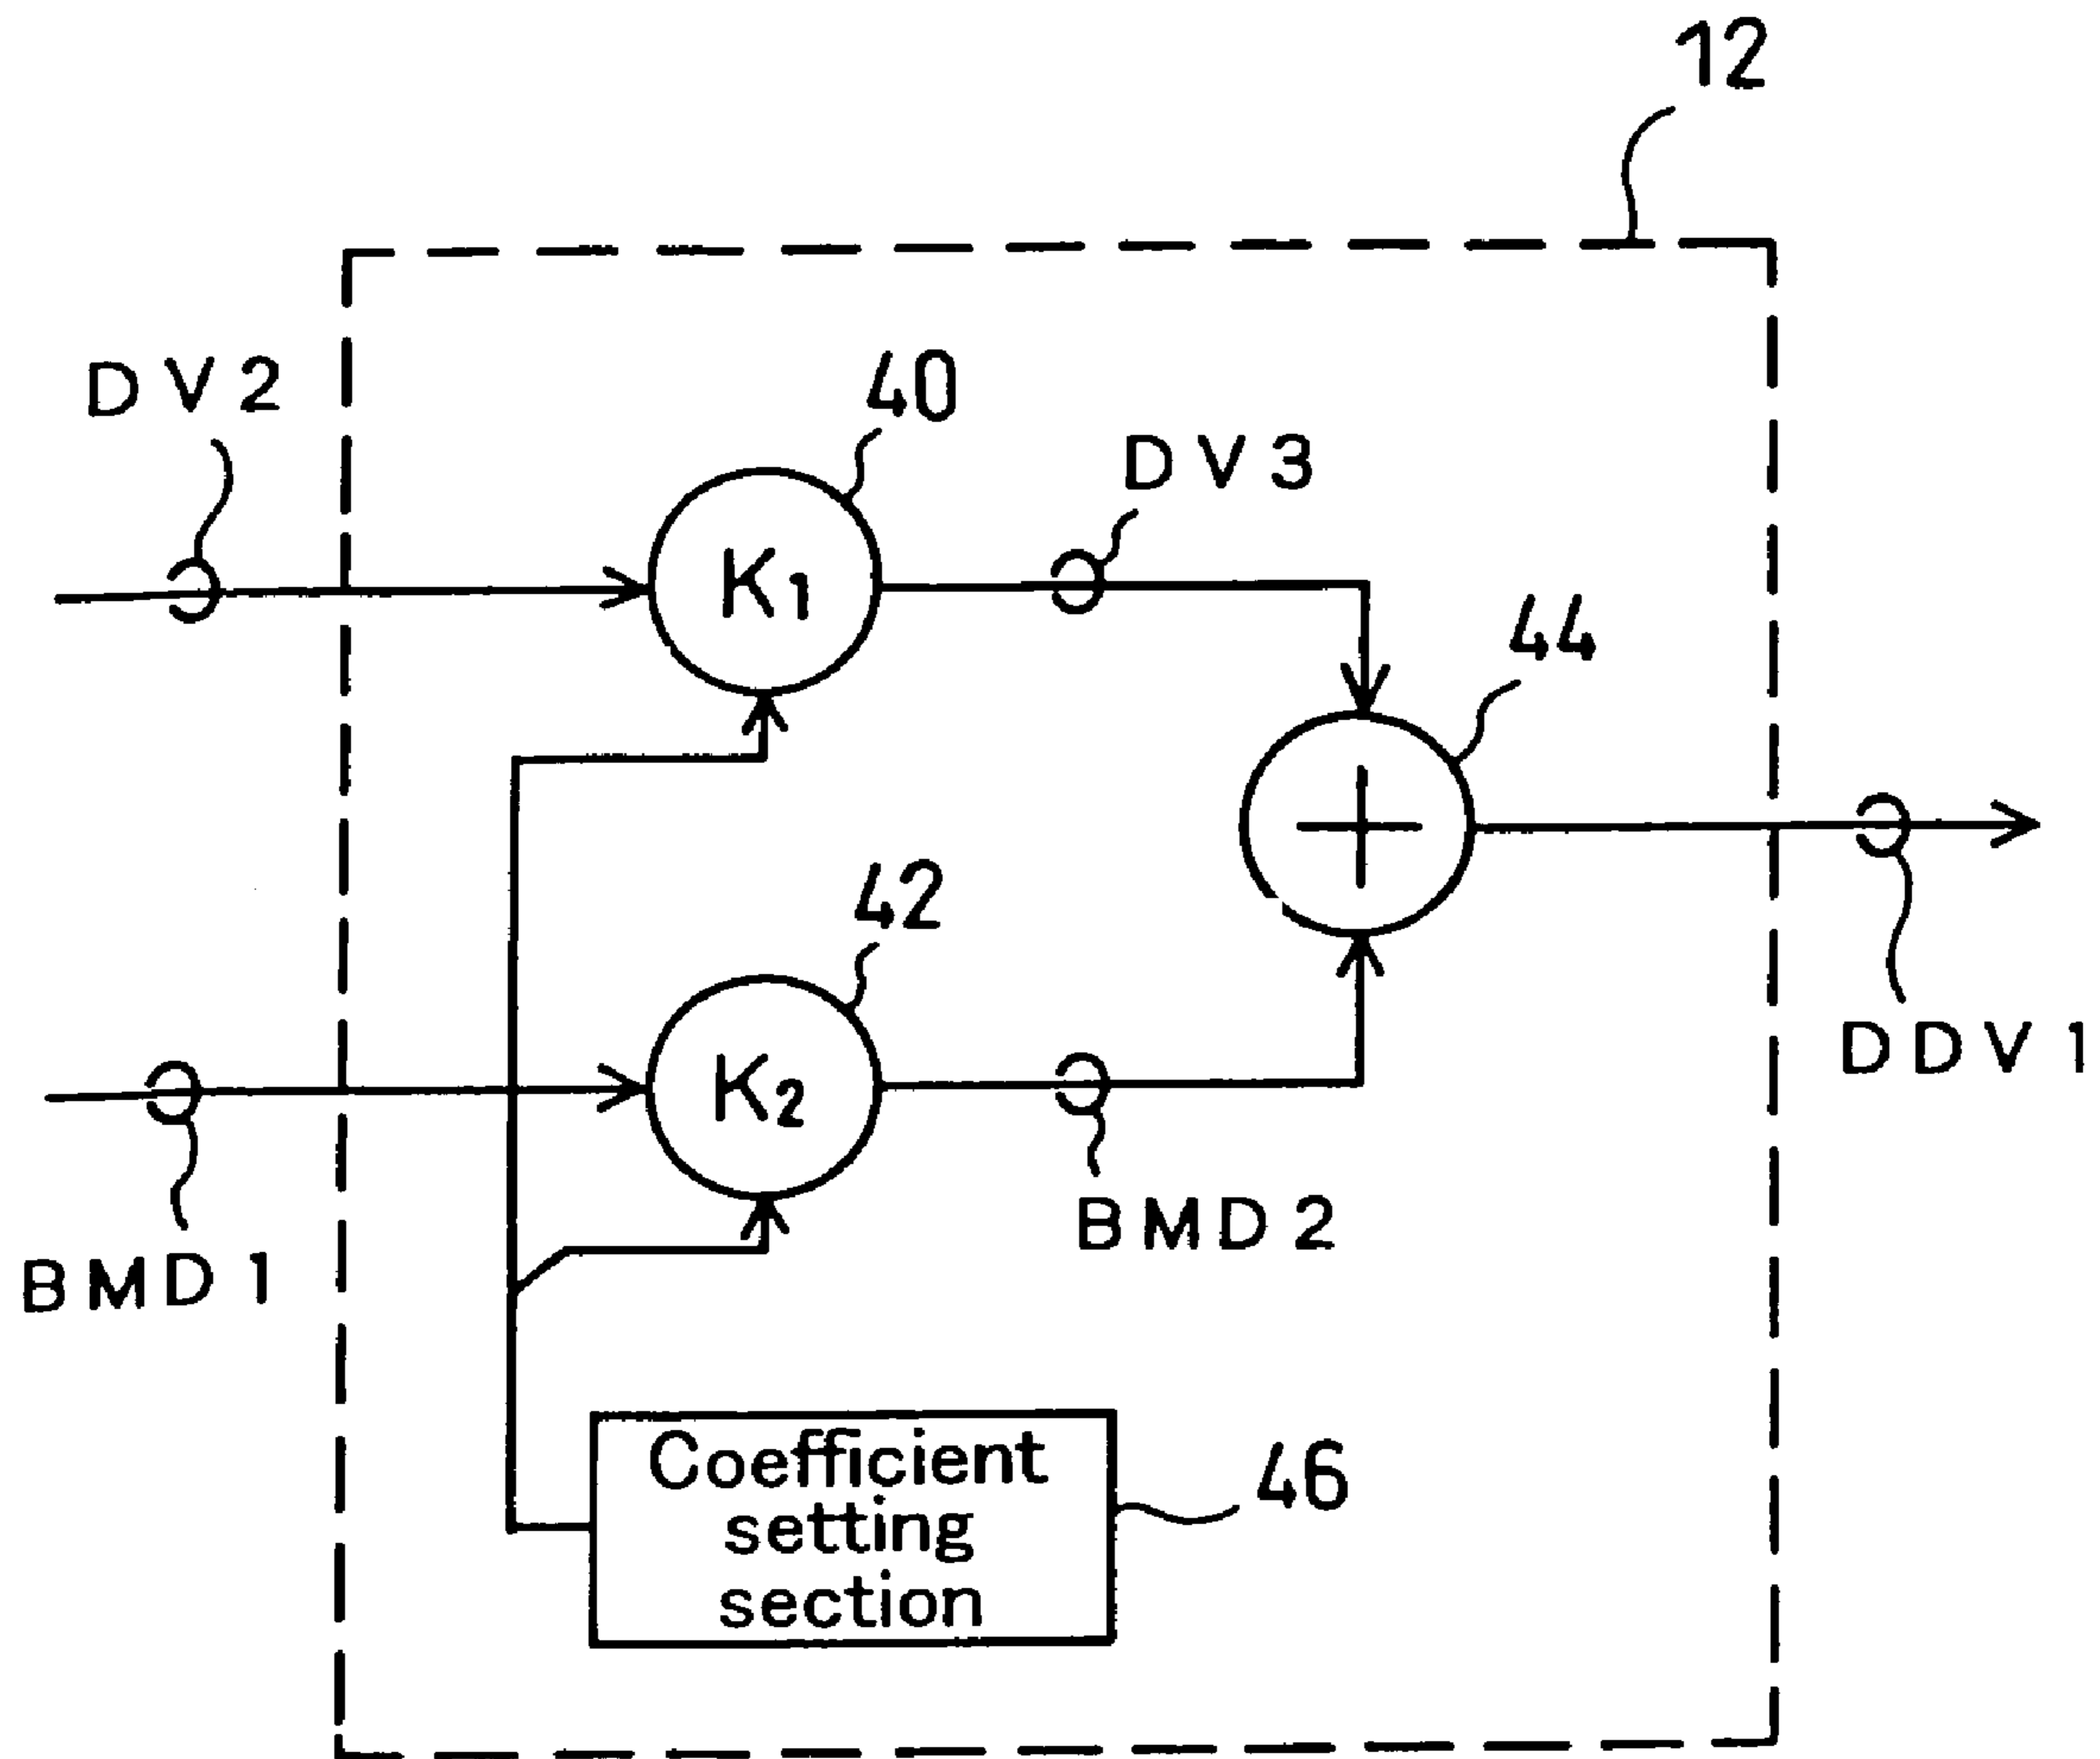 12
DV2
40
DV3
K1
44
42
K2
DDV1
BMD2
BMD1
Coefficient
setting
section
46